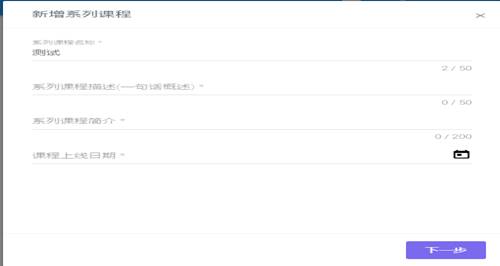 新增系列课程
系列课程名称 *
测试
2 / 50
系列课程描述(一句话概述) *
0 / 50
系列课程简介 *
0 / 200
课程上线日期 *
下一步